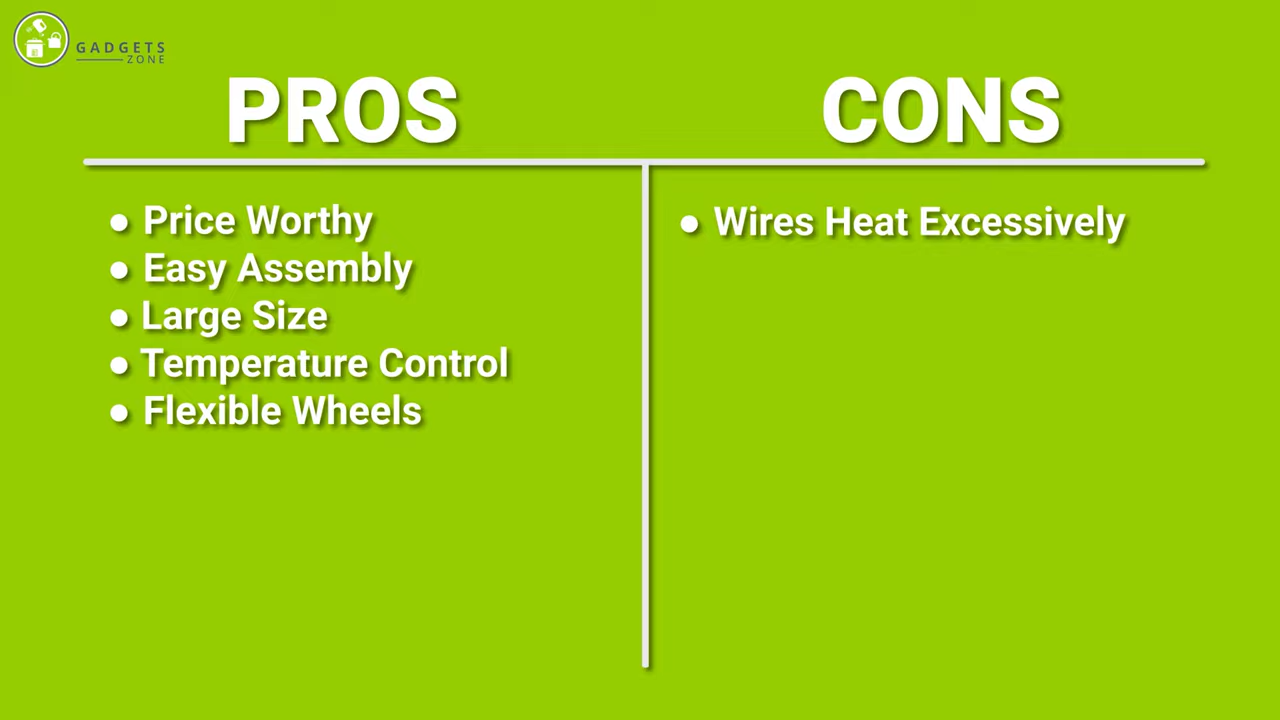 GADGETS
ZONE
PROS
CONS
● Price Worthy
● Easy Assembly
● Large Size
● Temperature Control
● Flexible Wheels
● Wires Heat Excessively